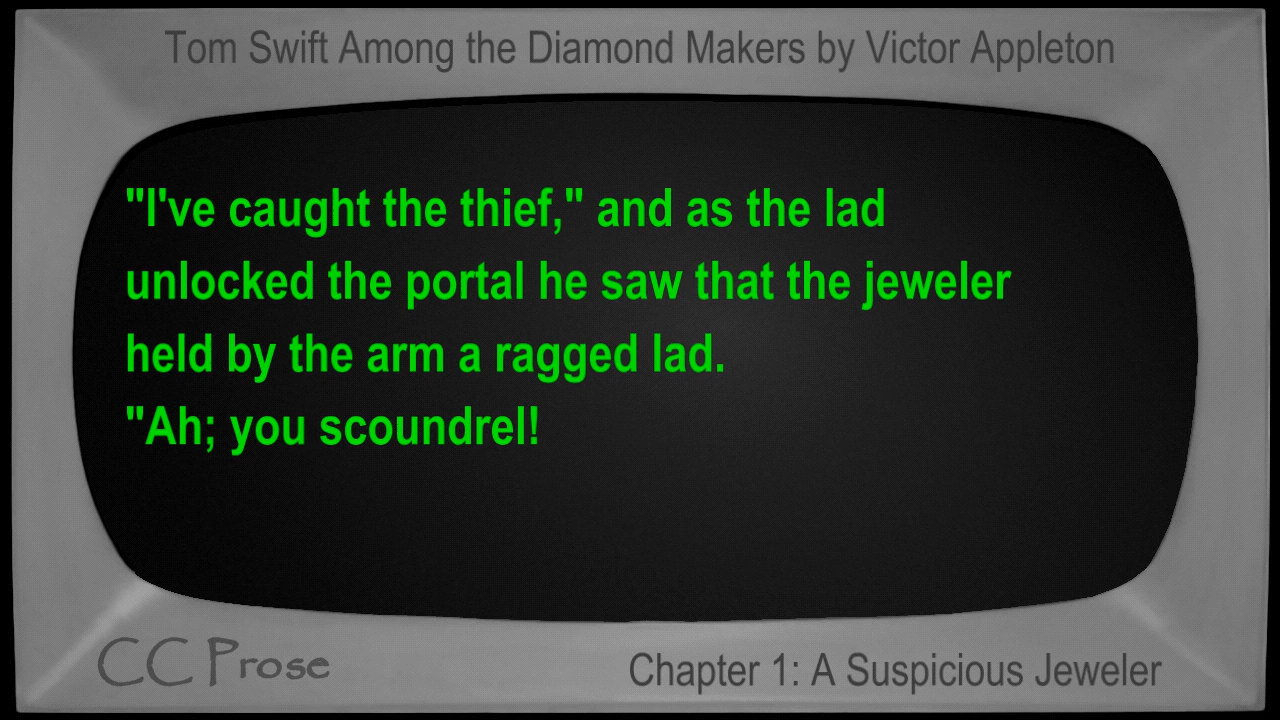 Tom Swift Among the Diamond Makers by Victor Appleton
"I've caught the thief," and as the lad
unlocked the portal he saw that the jeweler
held by the arm a ragged lad.
"Ah; you scoundrel!
CC Prose
Chapter 1: A Suspicious Jeweler